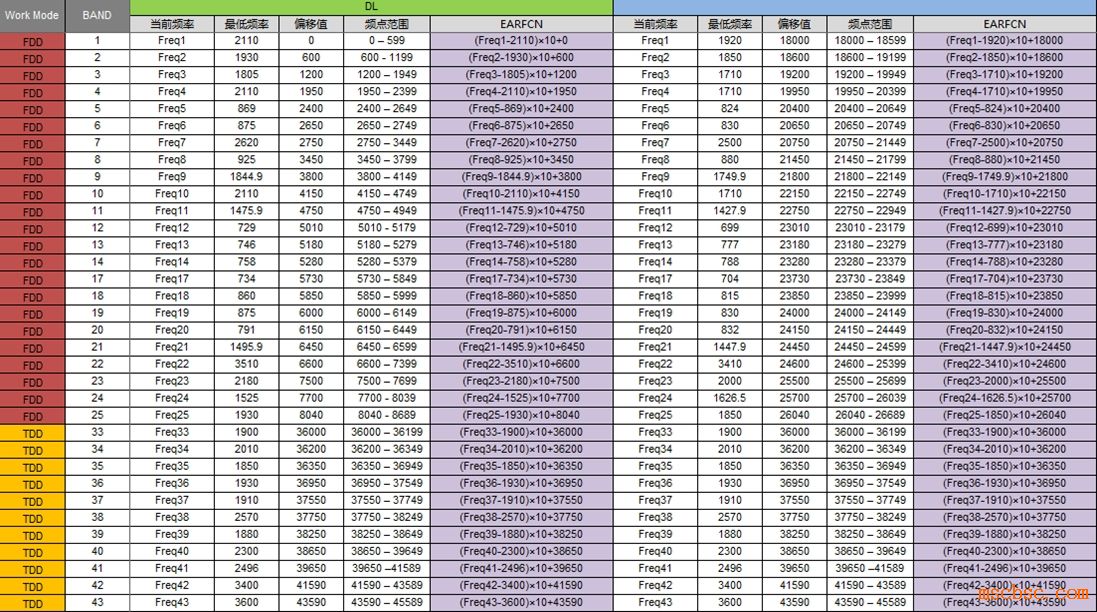 Work Mode BAND DL
当前频率 最低频率 偏移值 频点范围 EARFCN 当前频率 最低频率 偏移值 频点范围 EARFCN
FDD 1 Freq1 2110 0 0 – 599 (Freq1-2110)×10+0 Freq1 1920 18000 18000 – 18599 (Freq1-1920)×10+18000
FDD 2 Freq2 1930 600 600 - 1199 (Freq2-1930)×10+600 Freq2 1850 18600 18600 – 19199 (Freq2-1850)×10+18600
FDD 3 Freq3 1805 1200 1200 – 1949 (Freq3-1805)×10+1200 Freq3 1710 19200 19200 – 19949 (Freq3-1710)×10+19200
FDD 4 Freq4 2110 1950 1950 – 2399 (Freq4-2110)×10+1950 Freq4 1710 19950 19950 – 20399 (Freq4-1710)×10+19950
FDD 5 Freq5 869 2400 2400 – 2649 (Freq5-869)×10+2400 Freq5 824 20400 20400 – 20649 (Freq5-824)×10+20400
FDD 6 Freq6 875 2650 2650 – 2749 (Freq6-875)×10+2650 Freq6 830 20650 20650 – 20749 (Freq6-830)×10+20650
FDD 7 Freq7 2620 2750 2750 – 3449 (Freq7-2620)×10+2750 Freq7 2500 20750 20750 – 21449 (Freq7-2500)×10+20750
FDD 8 Freq8 925 3450 3450 – 3799 (Freq8-925)×10+3450 Freq8 880 21450 21450 – 21799 (Freq8-880)×10+21450
FDD 9 Freq9 1844.9 3800 3800 – 4149 (Freq9-1844.9)×10+3800 Freq9 1749.9 21800 21800 – 22149 (Freq9-1749.9)×10+21800
FDD 10 Freq10 2110 4150 4150 – 4749 (Freq10-2110)×10+4150 Freq10 1710 22150 22150 – 22749 (Freq10-1710)×10+22150
FDD 11 Freq11 1475.9 4750 4750 – 4949 (Freq11-1475.9)×10+4750 Freq11 1427.9 22750 22750 – 22949 (Freq11-1427.9)×10+22750
FDD 12 Freq12 729 5010 5010 - 5179 (Freq12-729)×10+5010 Freq12 699 23010 23010 - 23179 (Freq12-699)×10+23010
FDD 13 Freq13 746 5180 5180 – 5279 (Freq13-746)×10+5180 Freq13 777 23180 23180 – 23279 (Freq13-777)×10+23180
FDD 14 Freq14 758 5280 5280 – 5379 (Freq14-758)×10+5280 Freq14 788 23280 23280 – 23379 (Freq14-788)×10+23280
FDD 17 Freq17 734 5730 5730 – 5849 (Freq17-734)×10+5730 Freq17 704 23730 23730 – 23849 (Freq17-704)×10+23730
FDD 18 Freq18 860 5850 5850 – 5999 (Freq18-860)×10+5850 Freq18 815 23850 23850 – 23999 (Freq18-815)×10+23850
FDD 19 Freq19 875 6000 6000 – 6149 (Freq19-875)×10+6000 Freq19 830 24000 24000 – 24149 (Freq19-830)×10+24000
FDD 20 Freq20 791 6150 6150 – 6449 (Freq20-791)×10+6150 Freq20 832 24150 24150 – 24449 (Freq20-832)×10+24150
FDD 21 Freq21 1495.9 6450 6450 – 6599 (Freq21-1495.9)×10+6450 Freq21 1447.9 24450 24450 – 24599 (Freq21-1447.9)×10+24450
FDD 22 Freq22 3510 6600 6600 – 7399 (Freq22-3510)×10+6600 Freq22 3410 24600 24600 – 25399 (Freq22-3410)×10+24600
FDD 23 Freq23 2180 7500 7500 – 7699 (Freq23-2180)×10+7500 Freq23 2000 25500 25500 – 25699 (Freq23-2000)×10+25500
FDD 24 Freq24 1525 7700 7700 - 8039 (Freq24-1525)×10+7700 Freq24 1626.5 25700 25700 – 26039 (Freq24-1626.5)×10+25700
FDD 25 Freq25 1930 8040 8040 - 8689 (Freq25-1930)×10+8040 Freq25 1850 26040 26040 - 26689 (Freq25-1850)×10+26040
TDD 33 Freq33 1900 36000 36000 – 36199 (Freq33-1900)×10+36000 Freq33 1900 36000 36000 – 36199 (Freq33-1900)×10+36000
TDD 34 Freq34 2010 36200 36200 – 36349 (Freq34-2010)×10+36200 Freq34 2010 36200 36200 – 36349 (Freq34-2010)×10+36200
TDD 35 Freq35 1850 36350 36350 – 36949 (Freq35-1850)×10+36350 Freq35 1850 36350 36350 – 36949 (Freq35-1850)×10+36350
TDD 36 Freq36 1930 36950 36950 – 37549 (Freq36-1930)×10+36950 Freq36 1930 36950 36950 – 37549 (Freq36-1930)×10+36950
TDD 37 Freq37 1910 37550 37550 – 37749 (Freq37-1910)×10+37550 Freq37 1910 37550 37550 – 37749 (Freq37-1910)×10+37550
TDD 38 Freq38 2570 37750 37750 – 38249 (Freq38-2570)×10+37750 Freq38 2570 37750 37750 – 38249 (Freq38-2570)×10+37750
TDD 39 Freq39 1880 38250 38250 – 38649 (Freq39-1880)×10+38250 Freq39 1880 38250 38250 – 38649 (Freq39-1880)×10+38250
TDD 40 Freq40 2300 38650 38650 – 39649 (Freq40-2300)×10+38650 Freq40 2300 38650 38650 – 39649 (Freq40-2300)×10+38650
TDD 41 Freq41 2496 39650 39650 –41589 (Freq41-2496)×10+39650 Freq41 2496 39650 39650 –41589 (Freq41-2496)×10+39650
TDD 42 Freq42 3400 41590 41590 – 43589 (Freq42-3400)×10+41590 Freq42 3400 41590 41590 – 43589 (Freq42-3400)×10+41590
TDD 43 Freq43 3600 43590 43590 – 45589 (Freq43-3600)×10+43590 Freq43 3600 43590 43590 – 45589 (Freq43-3600)×10+43590
mscbsc.com